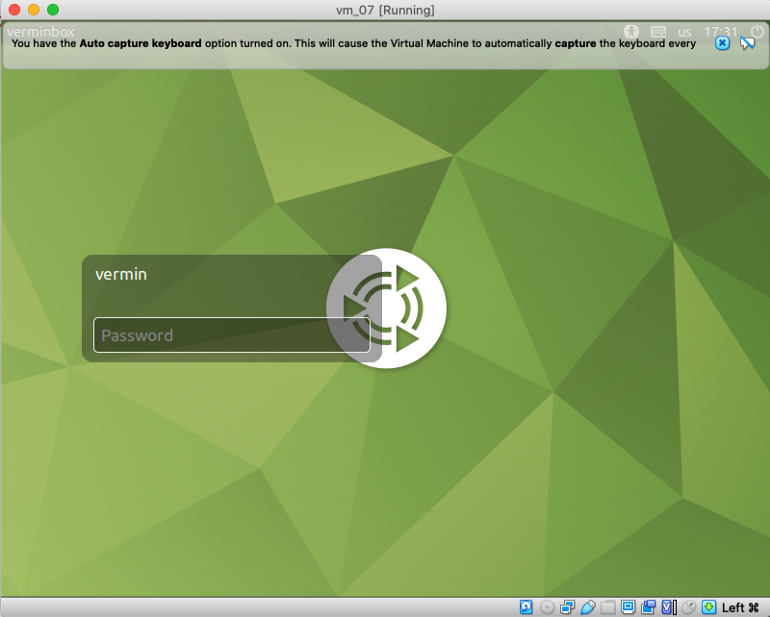 vm_07 [Running]
verminbox
us 17:31
You have the Auto capture keyboard option turned on. This will cause the Virtual Machine to automatically capture the keyboard every
vermin
Password
Left ⌘